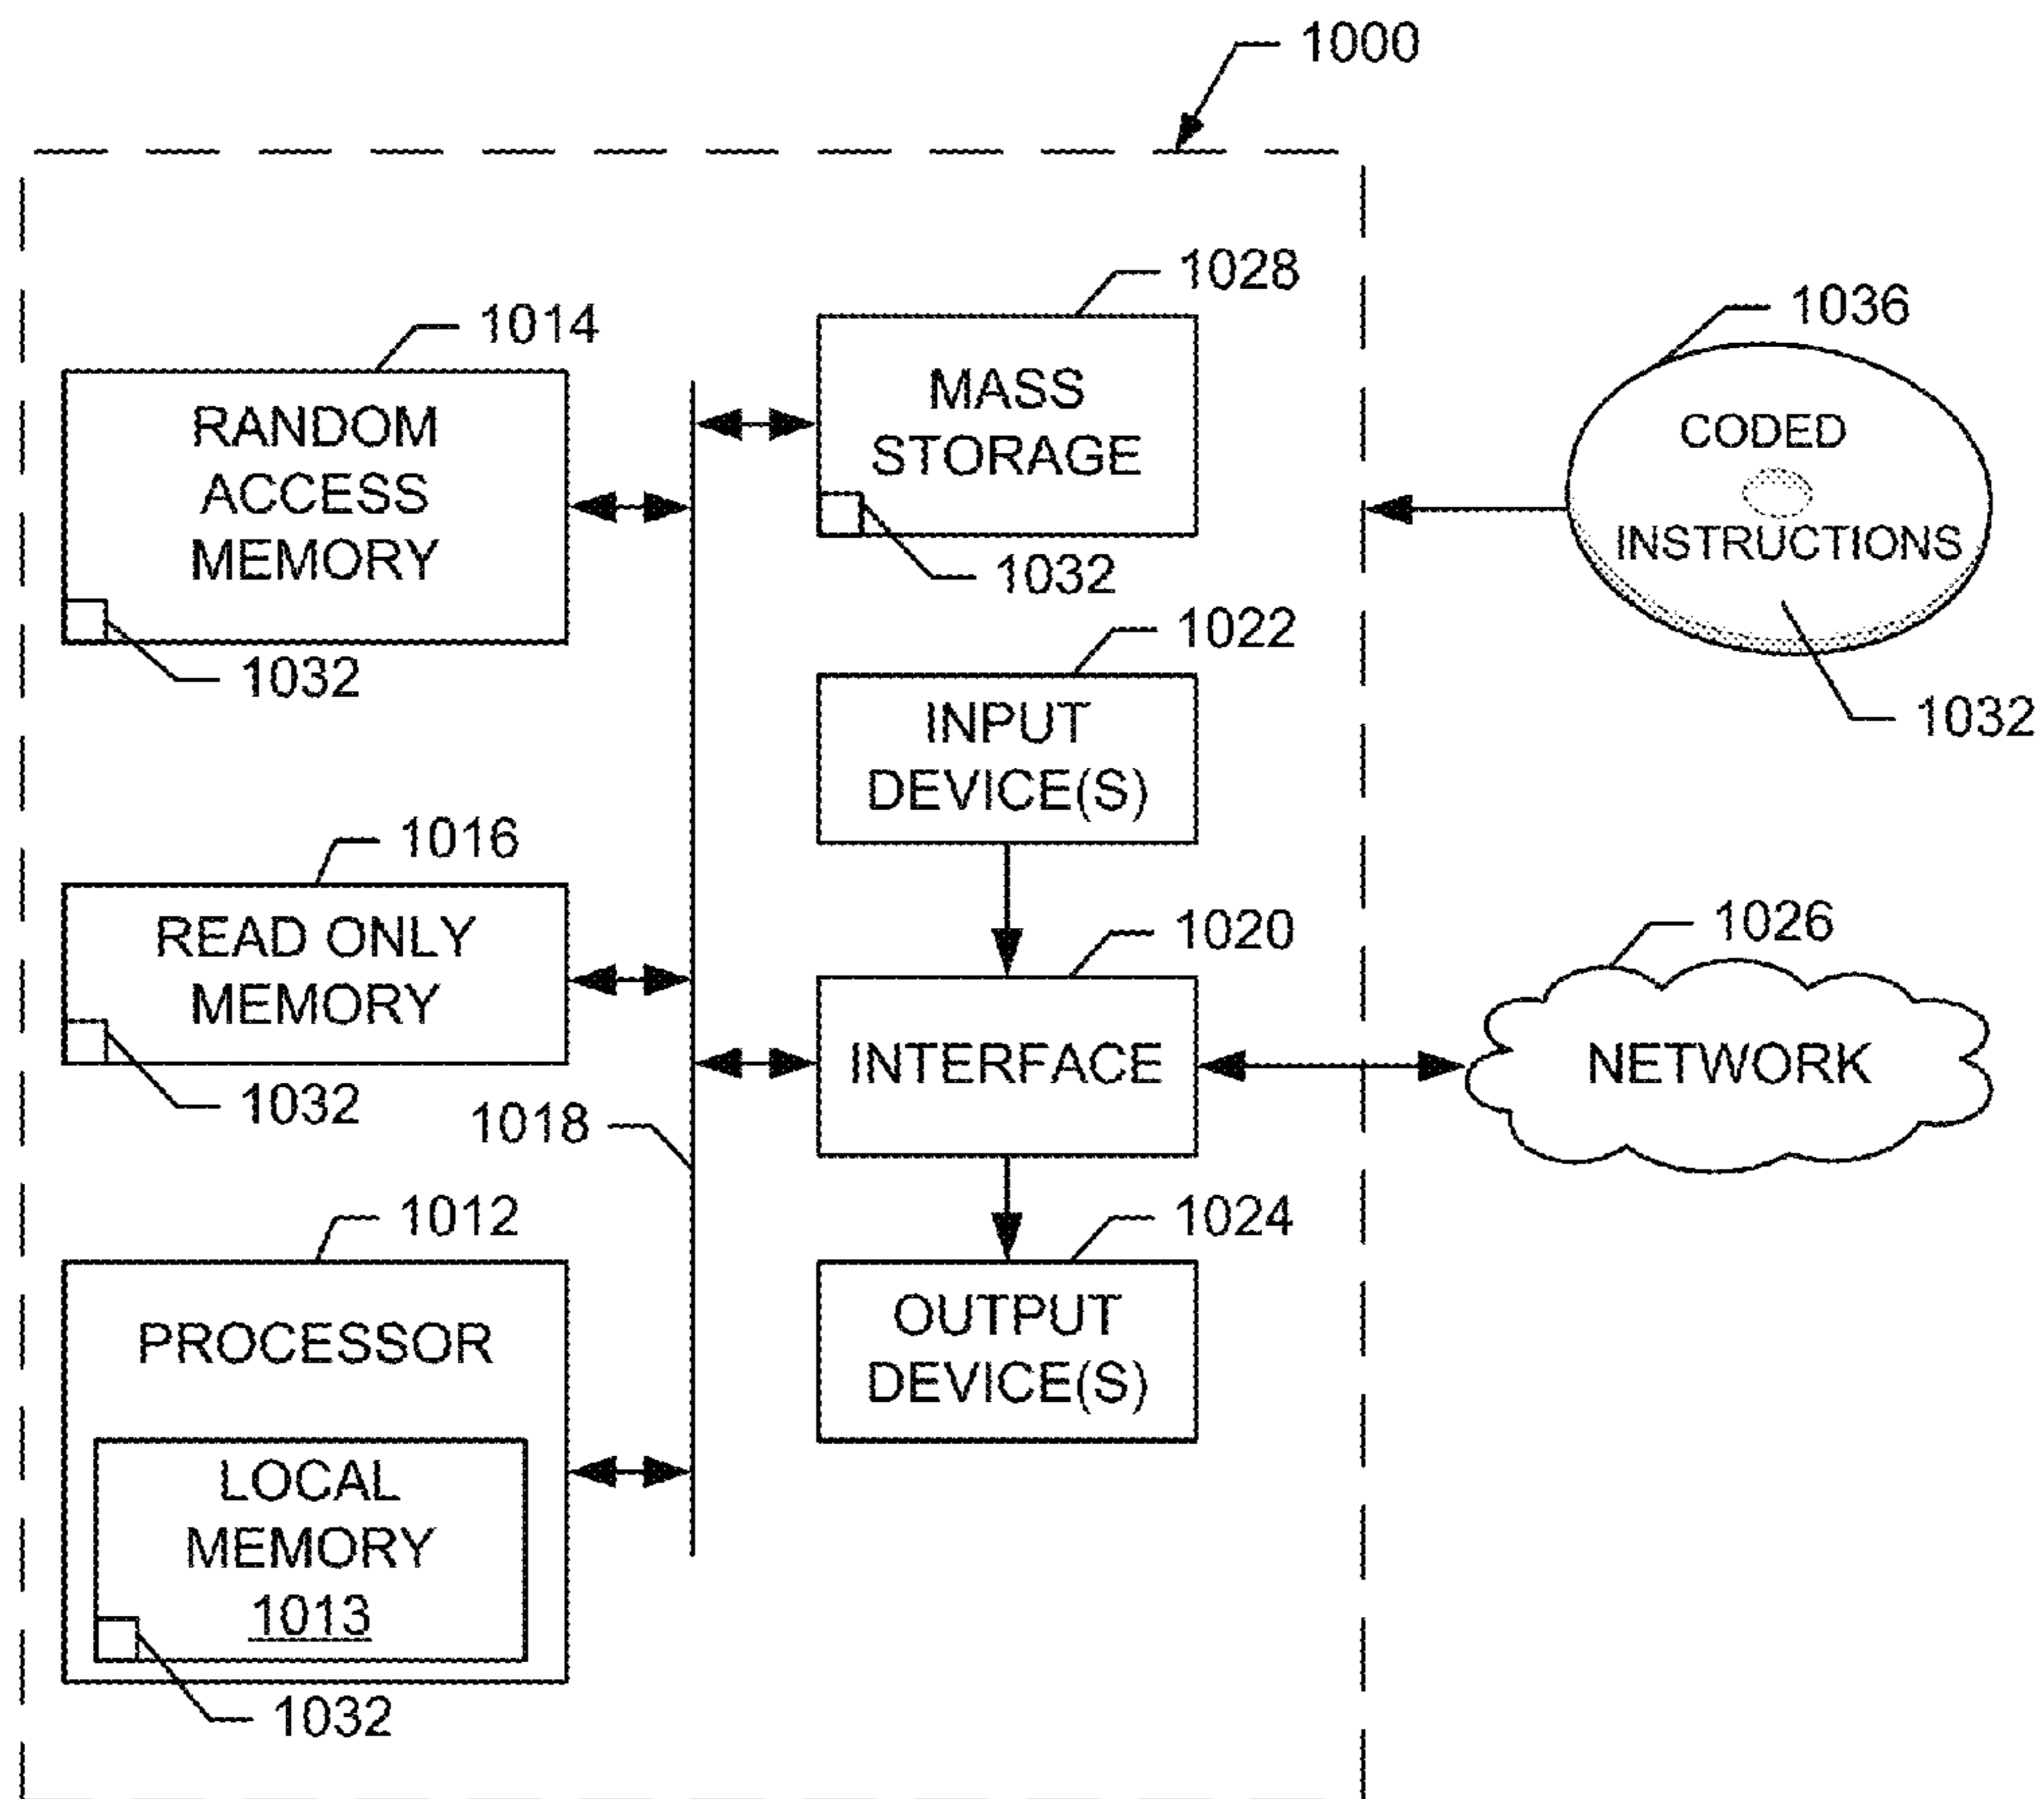 1000
1028
1014
1036
MASS
STORAGE
RANDOM
ACCESS
MEMORY
CODED
INSTRUCTIONS
1032
1032
1032
1022
INPUT
DEVICE(S)
1016
READ ONLY
MEMORY
1032
1020
INTERFACE
1026
NETWORK
1018
1012
PROCESSOR
LOCAL
MEMORY
1013
1032
1024
OUTPUT
DEVICE(S)